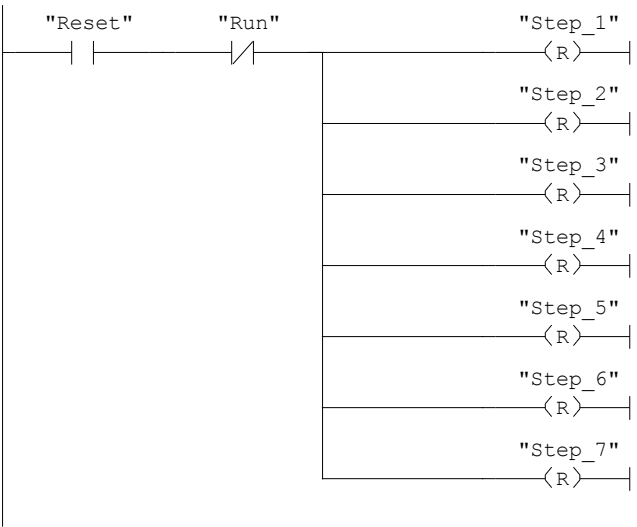 "Reset" "Run" "Step_1"
R
"Step_2"
R
"Step_3"
R
"Step_4"
R
"Step_5"
R
"Step_6"
R
"Step_7"
R